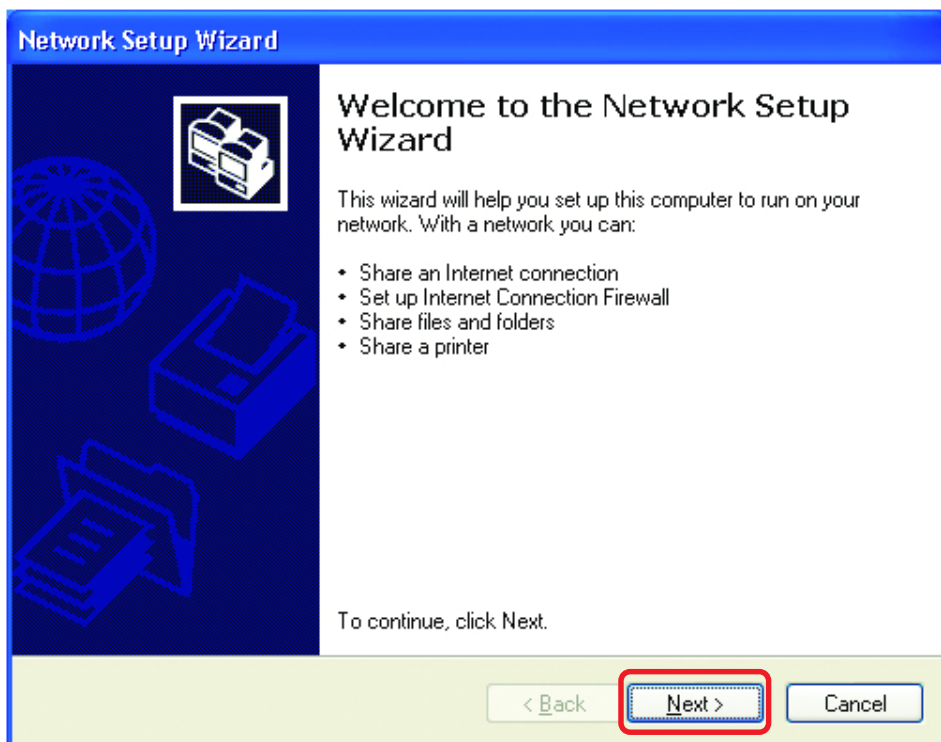 Network Setup Wizard
Welcome to the Network Setup
Wizard
This wizard will help you set up this computer to run on your
network. With a network you can:
• Share an Internet connection
• Set up Internet Connection Firewall
• Share files and folders
• Share a printer
To continue, click Next.
< Back Next > Cancel